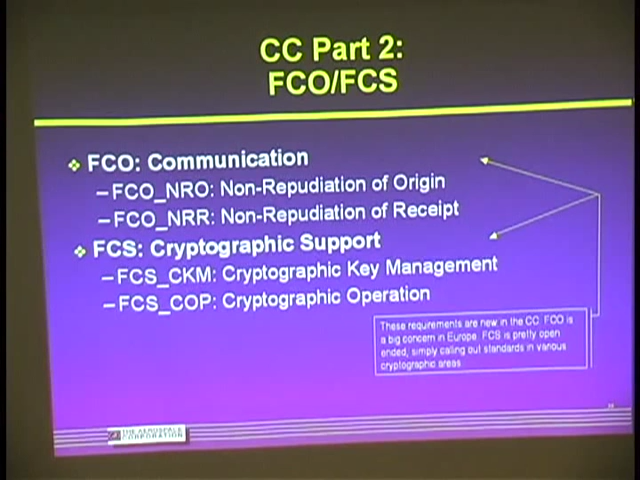 CC Part 2:
FCO/FCS
❖ FCO: Communication
–FCO_NRO: Non-Repudiation of Origin
–FCO_NRR: Non-Repudiation of Receipt
❖ FCS: Cryptographic Support
–FCS_CKM: Cryptographic Key Management
–FCS_COP: Cryptographic Operation
These requirements are new in the CC. FCO is
a big concern in Europe. FCS is pretty open
ended, simply calling out standards in various
cryptographic areas
THE AEROSPACE
CORPORATION